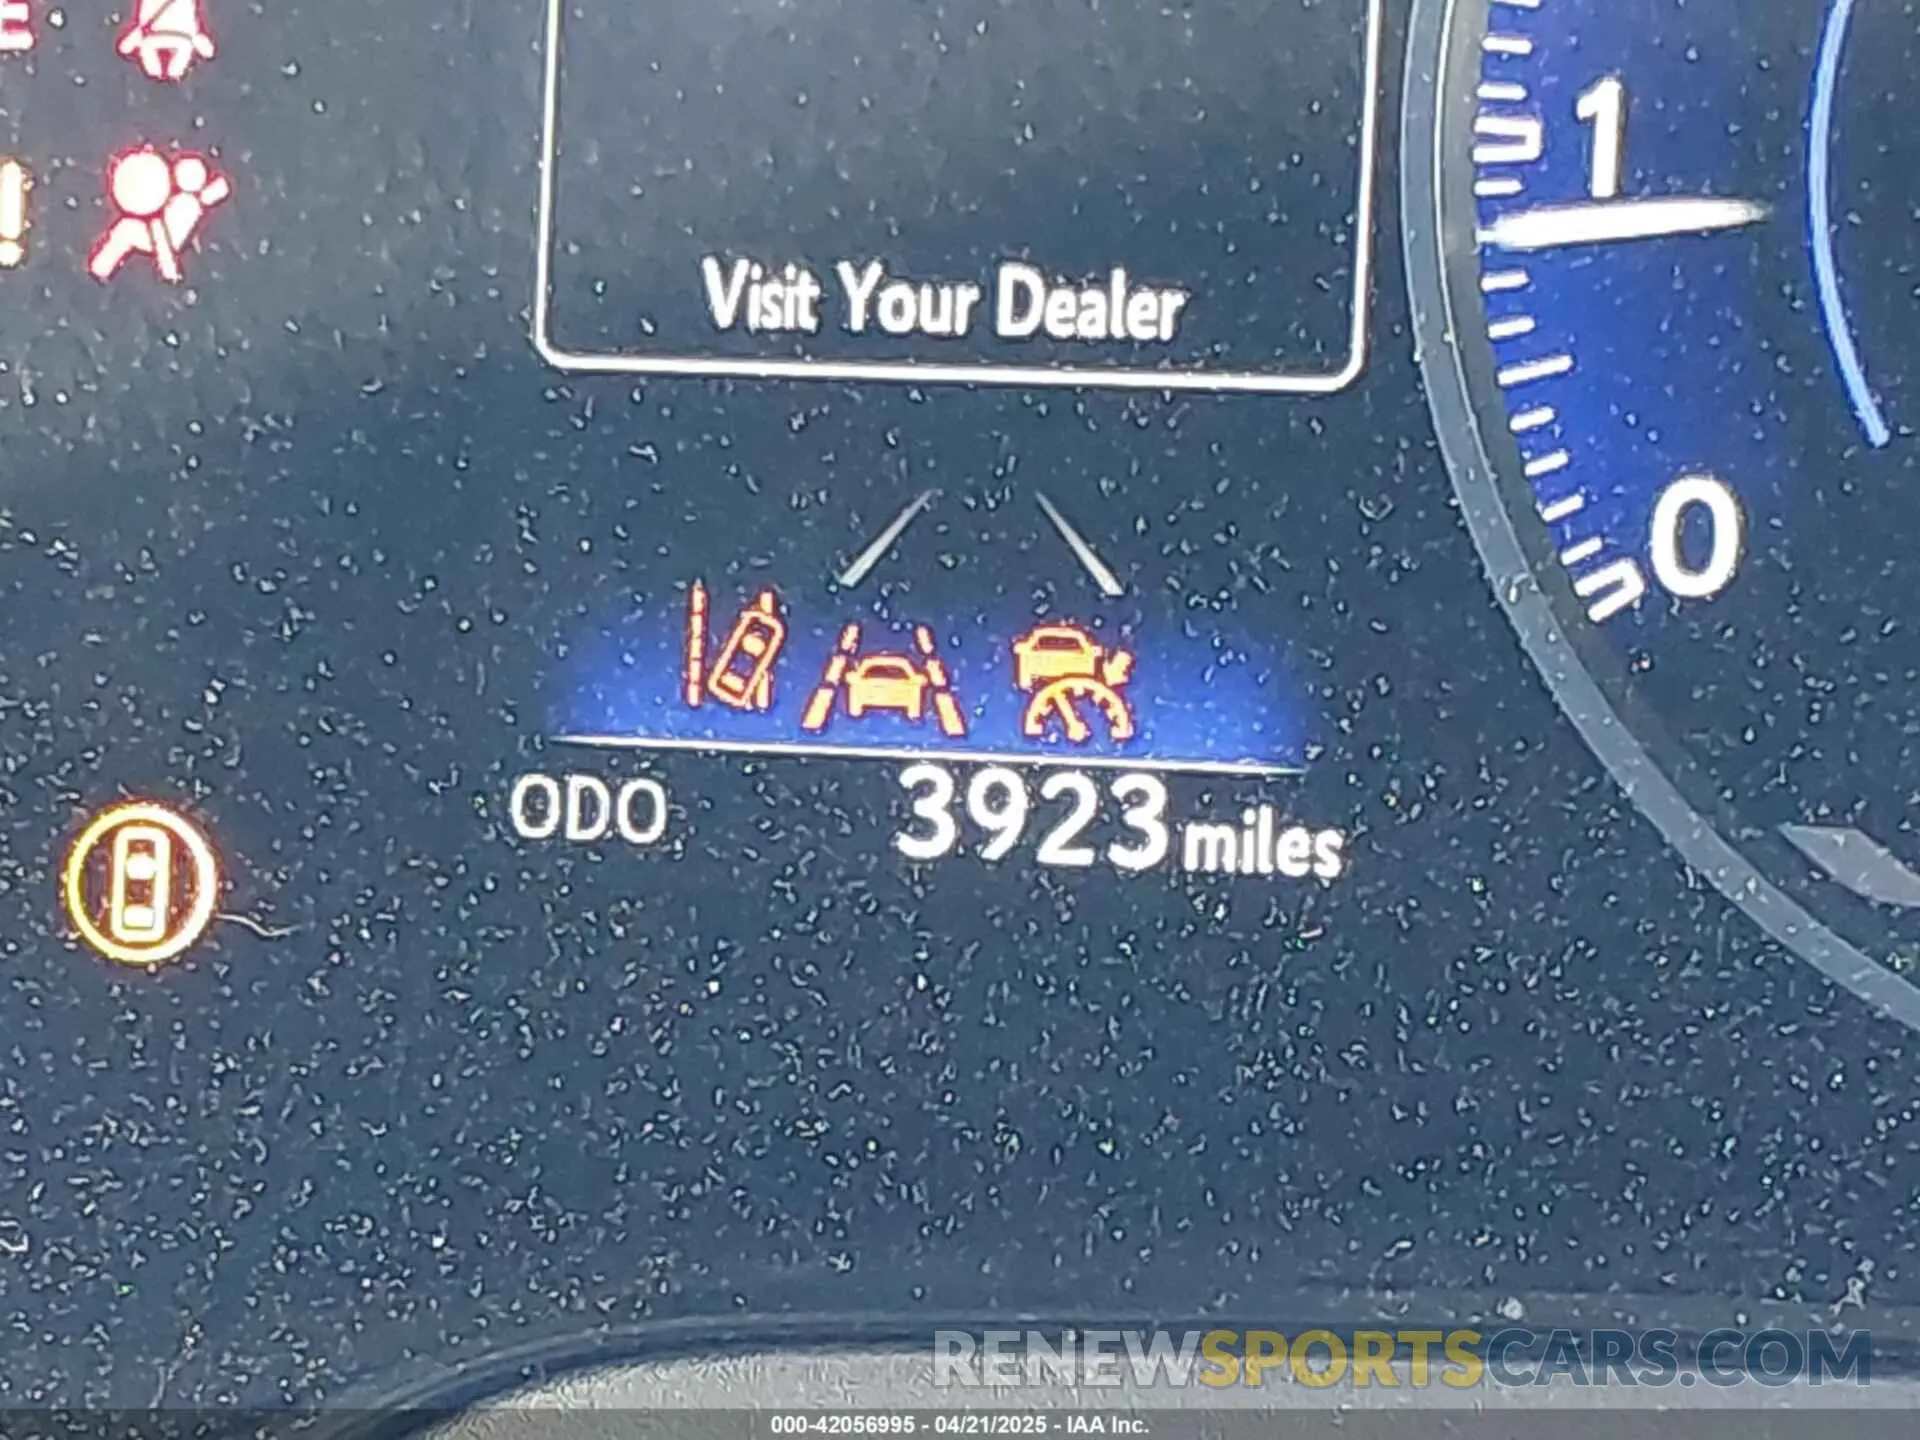 E
!
Visit Your Dealer
1
0
ODO 3923 miles
RENEWSPORTSCARS.COM
000-42056995 - 04/21/2025 - IAA Inc.